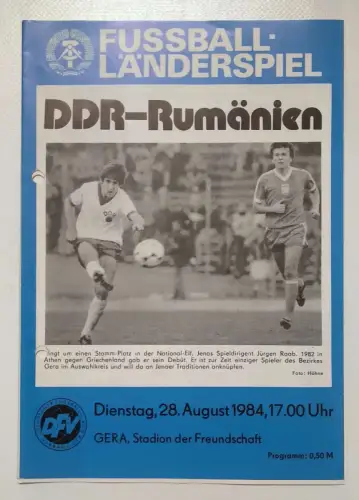 FUSSBALL-
LÄNDERSPIEL
DDR-Rumänien
ingt um einen Stamm-Platz in der National-Elf, Jenas Spieldirigent Jürgen Raab. 1982 in
Athen gegen Griechenland gab er sein Debüt. Er ist zur Zeit einziger Spieler des Bezirkes
Gera im Auswahlkreis und will da an Jenaer Traditionen anknüpfen.
Foto: Höhne
Dienstag, 28. August 1984, 17.00 Uhr
DFV
GERA, Stadion der Freundschaft
Programm: 0,50 M